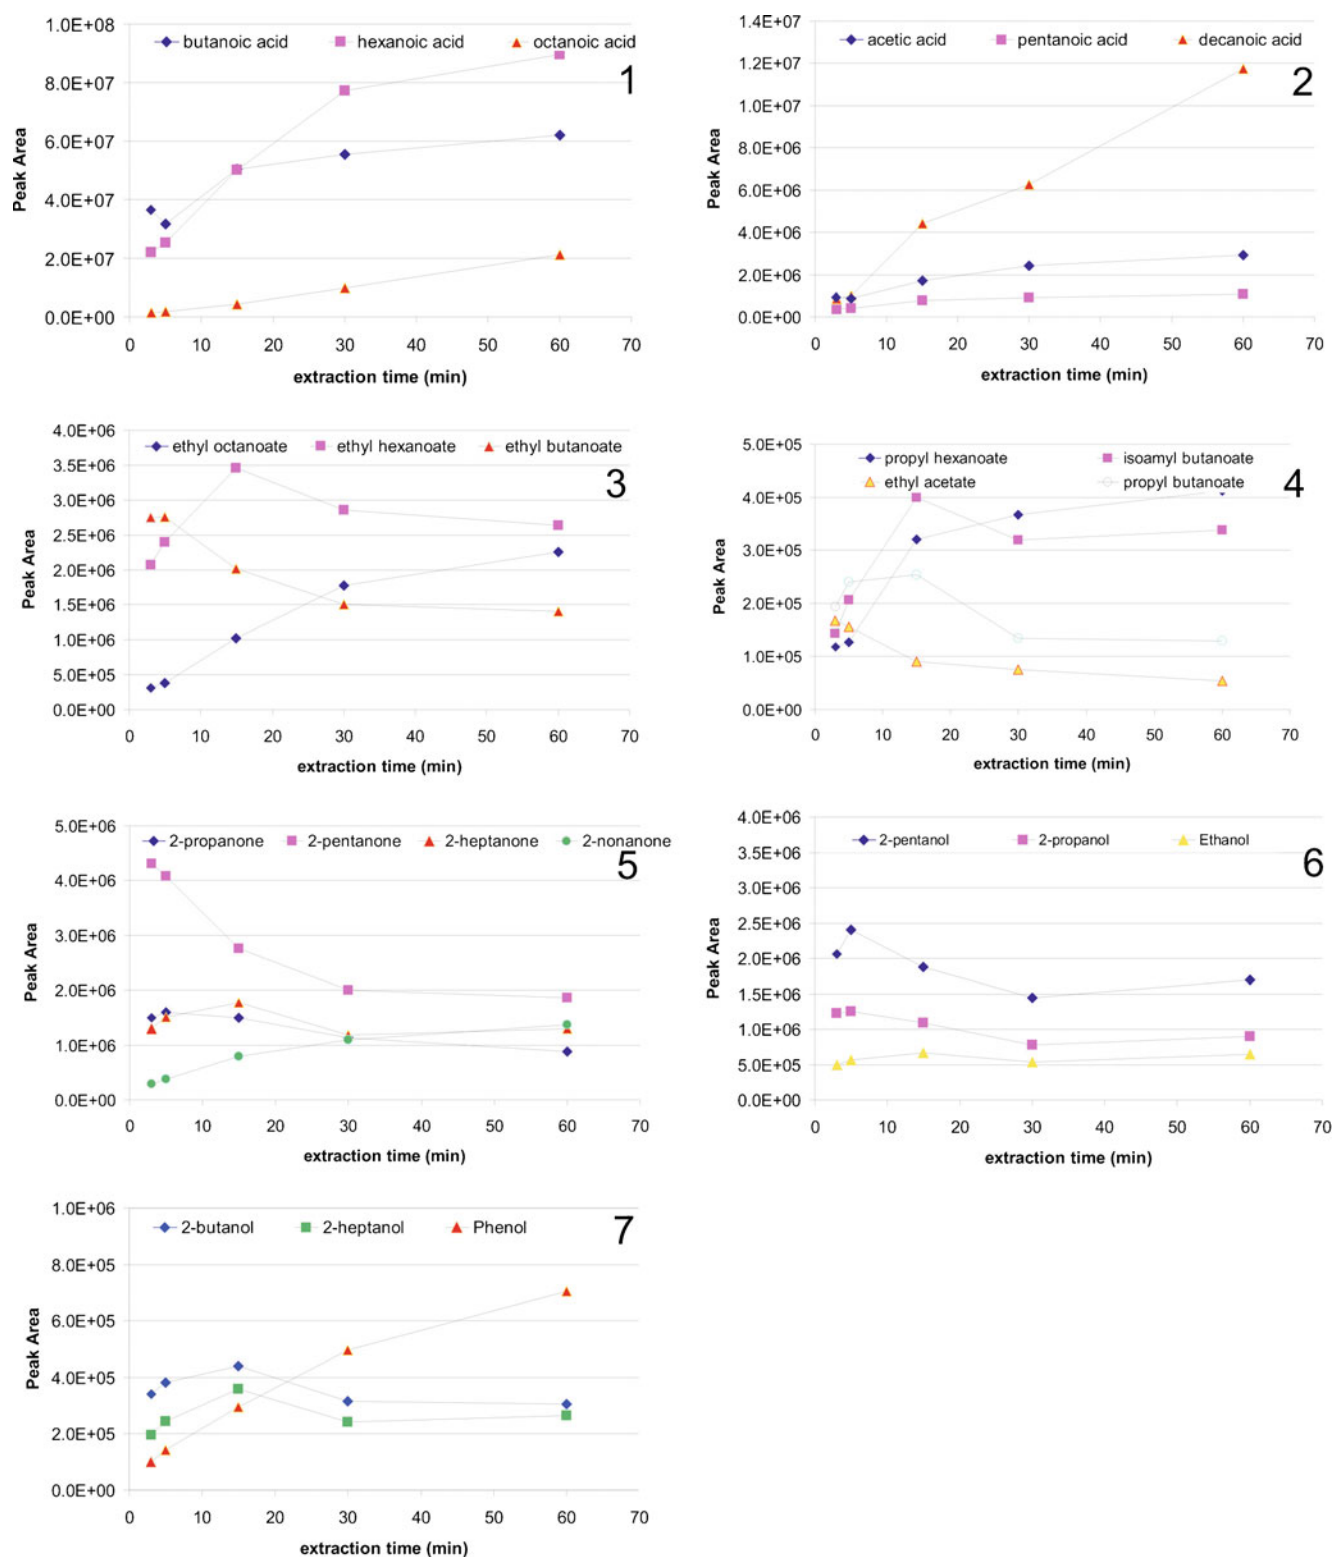 1.0E+08
8.0E+07
6.0E+07
4.0E+07
2.0E+07
0.0E+00
butanoic acid hexanoic acid octanoic acid
1
Peak Area
0 10 20 30 40 50 60 70
extraction time (min)
1.4E+07
1.2E+07
1.0E+07
8.0E+06
6.0E+06
4.0E+06
2.0E+06
0.0E+00
acetic acid pentanoic acid decanoic acid
2
Peak Area
0 10 20 30 40 50 60 70
extraction time (min)
4.0E+06
3.5E+06
3.0E+06
2.5E+06
2.0E+06
1.5E+06
1.0E+06
5.0E+05
0.0E+00
ethyl octanoate ethyl hexanoate ethyl butanoate
3
Peak Area
0 10 20 30 40 50 60 70
extraction time (min)
5.0E+05
4.0E+05
3.0E+05
2.0E+05
1.0E+05
0.0E+00
propyl hexanoate isoamyl butanoate
ethyl acetate propyl butanoate
4
Peak Area
0 10 20 30 40 50 60 70
extraction time (min)
5.0E+06
4.0E+06
3.0E+06
2.0E+06
1.0E+06
0.0E+00
2-propanone 2-pentanone 2-heptanone 2-nonanone
5
Peak Area
0 10 20 30 40 50 60 70
extraction time (min)
4.0E+06
3.5E+06
3.0E+06
2.5E+06
2.0E+06
1.5E+06
1.0E+06
5.0E+05
0.0E+00
2-pentanol 2-propanol Ethanol
6
Peak Area
0 10 20 30 40 50 60 70
extraction time (min)
1.0E+06
8.0E+05
6.0E+05
4.0E+05
2.0E+05
0.0E+00
2-butanol 2-heptanol Phenol
7
Peak Area
0 10 20 30 40 50 60 70
extraction time (min)